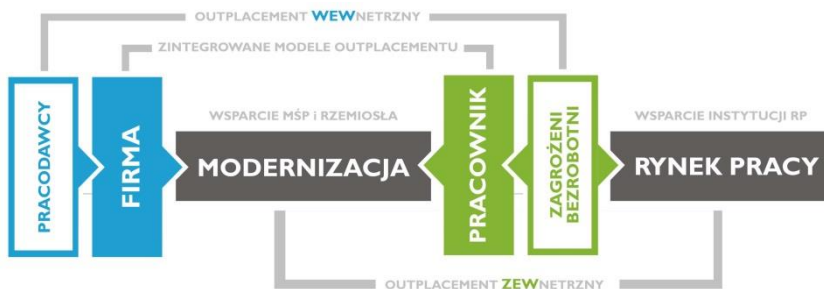 OUTPLACEMENT WEWNETRZNY
ZINTEGROWANE MODELE OUTPLACEMENTU
PRACODAWCY
FIRMA
WSPARCIE MŚP i RZEMIOSŁA
MODERNIZACJA
PRACOWNIK
ZAGROŻENI
BEZROBOTNI
WSPARCIE INSTYTUCJI RP
RYNEK PRACY
OUTPLACEMENT ZEWNETRZNY